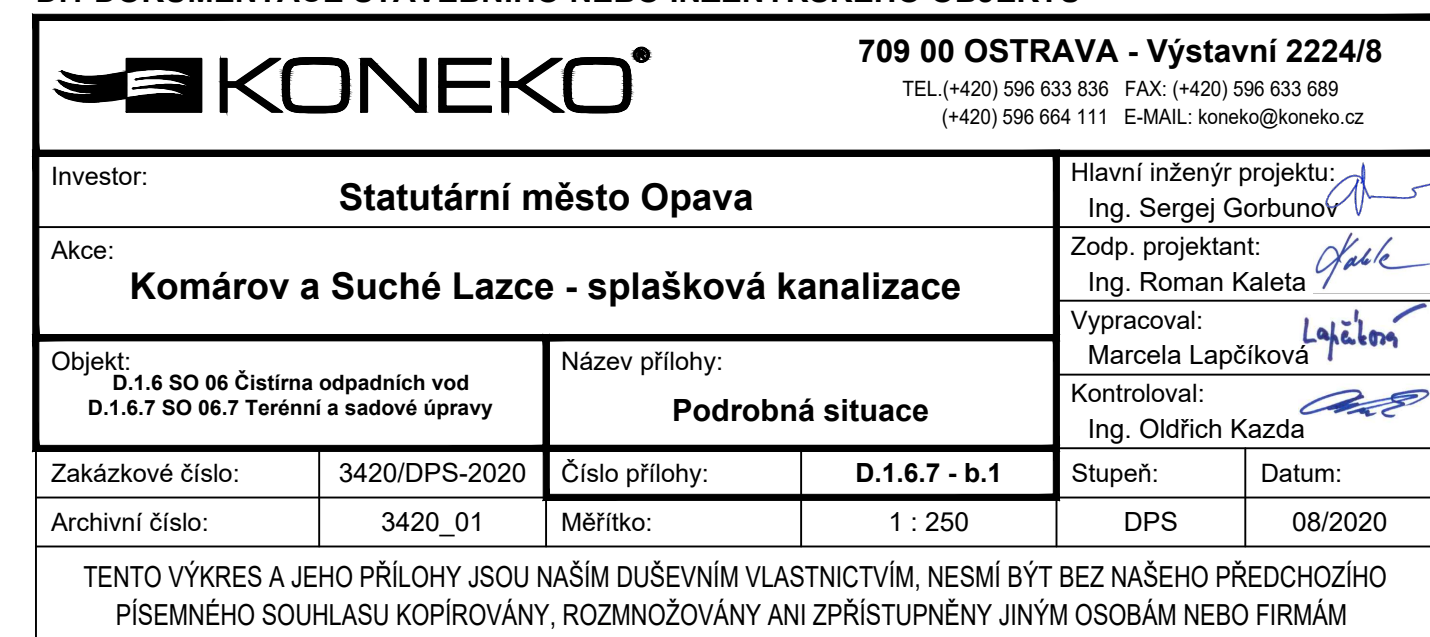 KONEKO®
709 00 OSTRAVA - Výstavní 2224/8
TEL.(+420) 596 633 836 FAX: (+420) 596 633 689
(+420) 596 664 111 E-MAIL: koneko@koneko.cz
Investor:
Statutární město Opava
Hlavní inženýr projektu:
Ing. Sergej Gorbunov
Akce:
Komárov a Suché Lazce - splašková kanalizace
Zodp. projektant:
Ing. Roman Kaleta
Vypracoval:
Marcela Lapčíková
Lapčíková
Objekt:
D.1.6 SO 06 Čistírna odpadních vod
D.1.6.7 SO 06.7 Terénní a sadové úpravy
Název přílohy:
Podrobná situace
Kontroloval:
Ing. Oldřich Kazda
Zakázkové číslo: 3420/DPS-2020 Číslo přílohy: D.1.6.7 - b.1 Stupeň: Datum:
Archivní číslo: 3420_01 Měřítko: 1 : 250 DPS 08/2020
TENTO VÝKRES A JEHO PŘÍLOHY JSOU NAŠÍM DUŠEVNÍM VLASTNICTVÍM, NESMÍ BÝT BEZ NAŠEHO PŘEDCHOZÍHO
PÍSEMNÉHO SOUHLASU KOPÍROVÁNY, ROZMNOŽOVÁNY ANI ZPŘÍSTUPNĚNY JINÝM OSOBÁM NEBO FIRMÁM